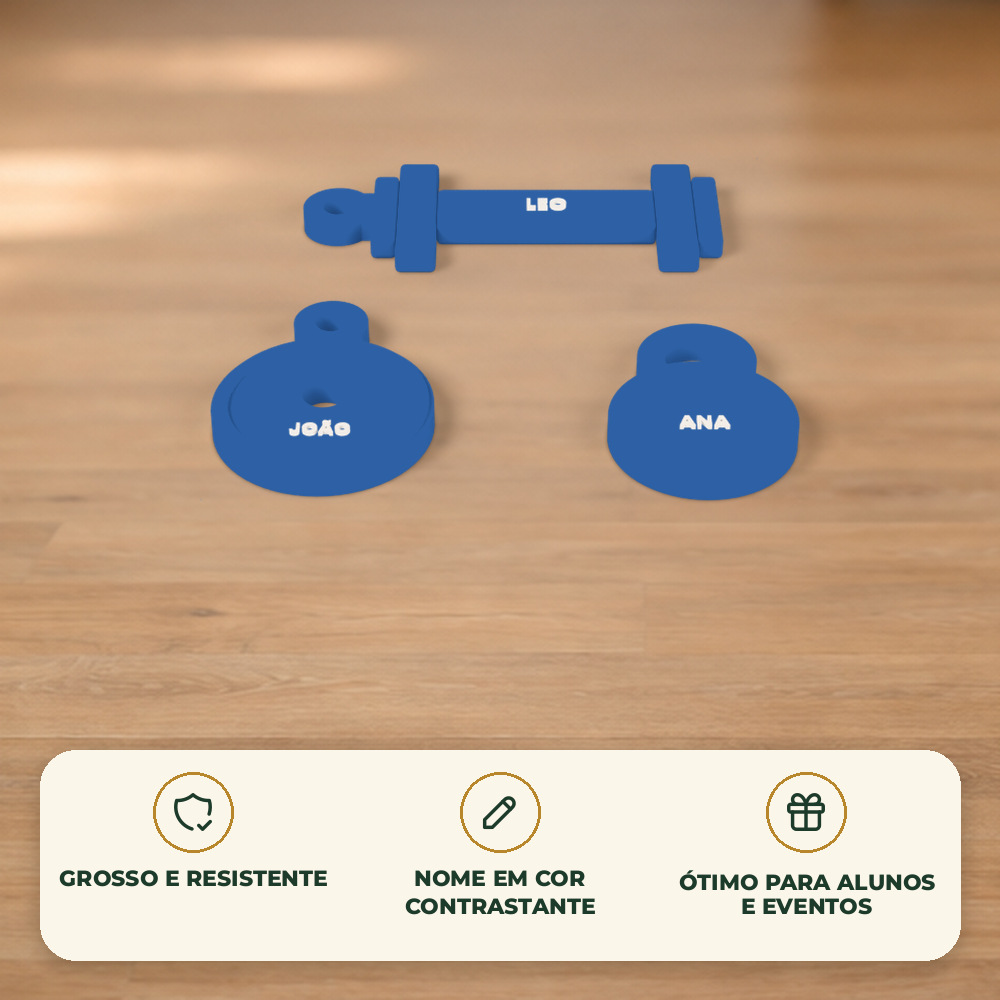 LEO
JOÃO
ANA
GROSSO E RESISTENTE
NOME EM COR
CONTRASTANTE
ÓTIMO PARA ALUNOS
E EVENTOS